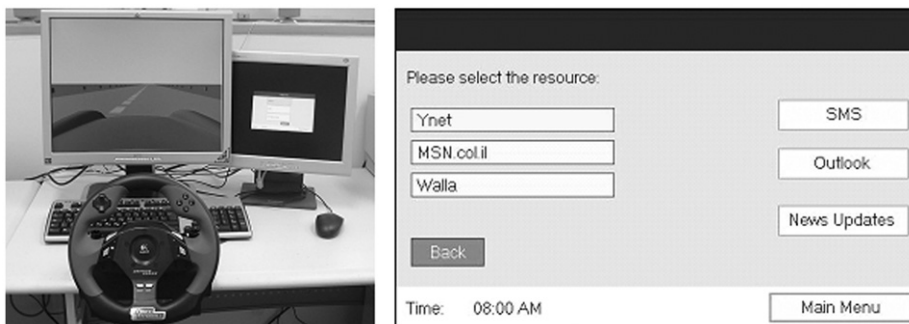 Please select the resource:
Ynet
MSN.col.il
Walla
SMS
Outlook
News Updates
Back
Time: 08:00 AM
Main Menu